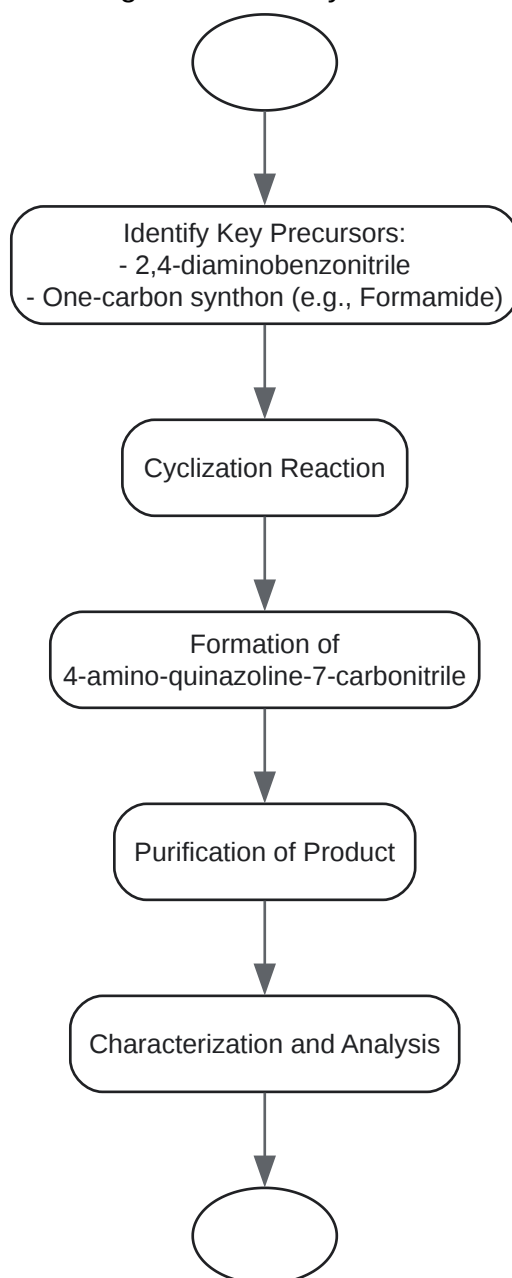 Identify Key Precursors:
- 2,4-diaminobenzonitrile
- One-carbon synthon (e.g., Formamide)
Cyclization Reaction
Formation of
4-amino-quinazoline-7-carbonitrile
Purification of Product
Characterization and Analysis